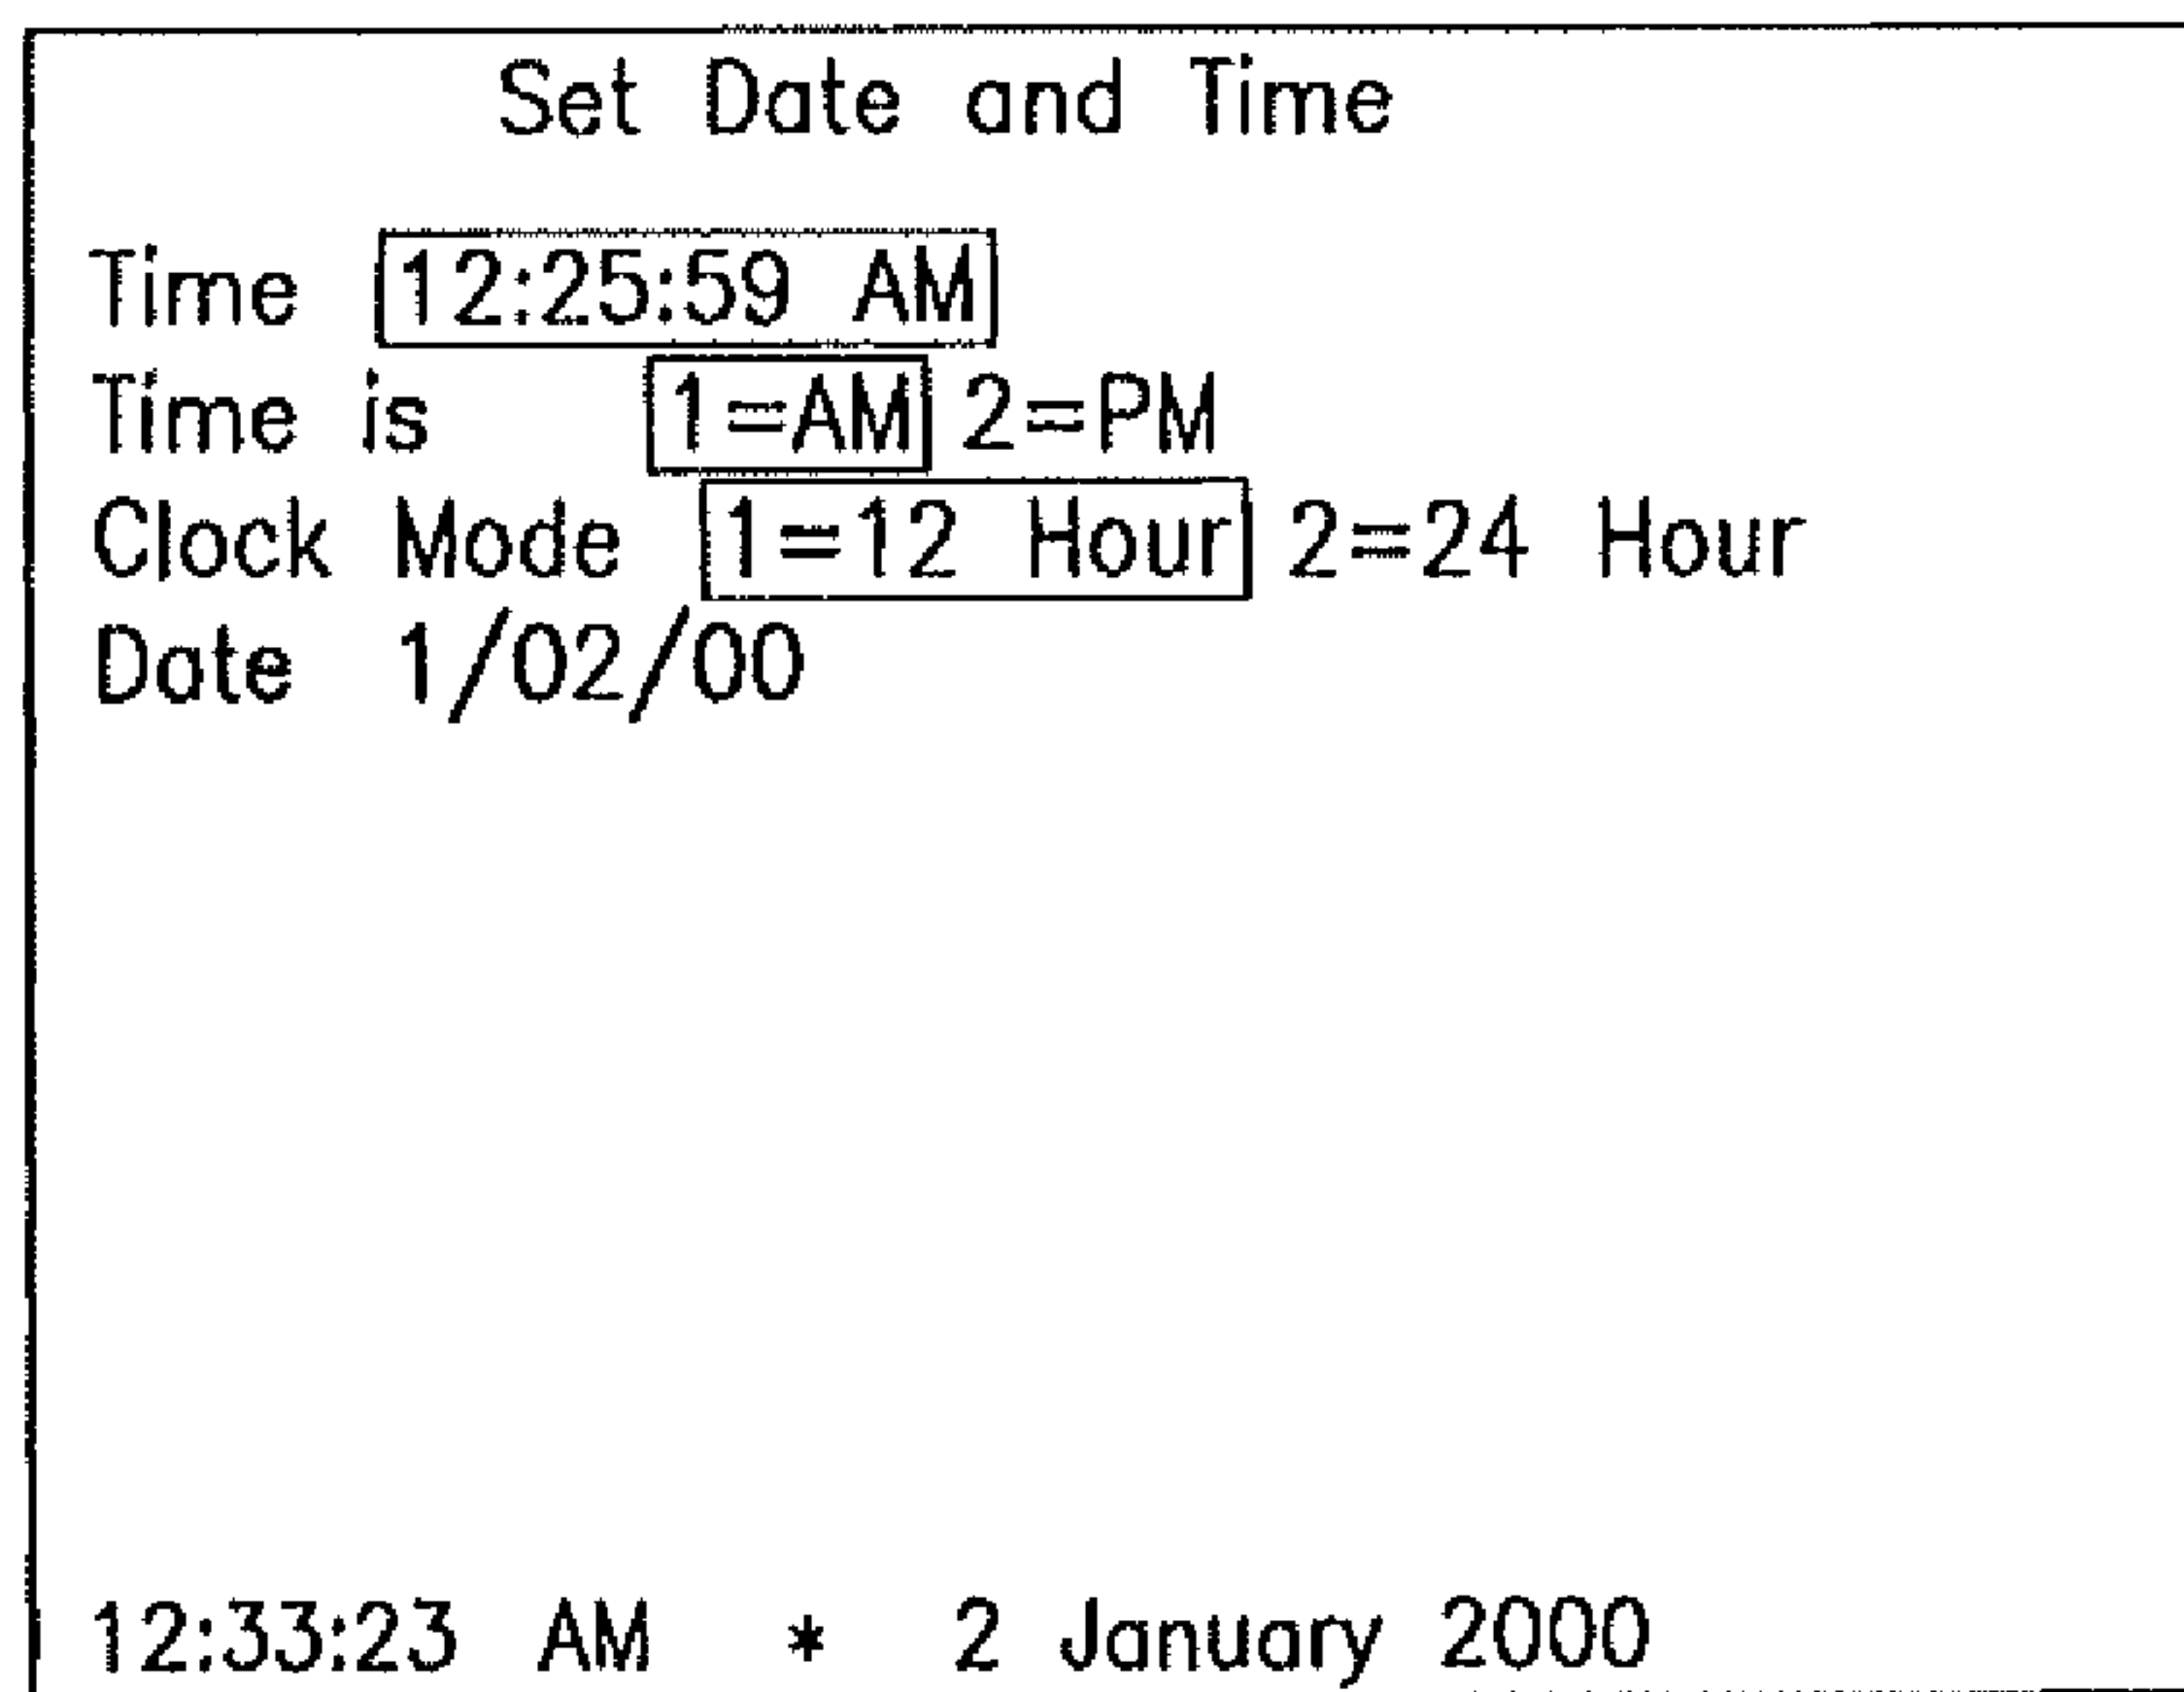 Set Date and Time
Time 12:25:59 AM
Time is 1=AM 2=PM
Clock Mode 1=12 Hour 2=24 Hour
Date 1/02/00
12:33:23 AM * 2 January 2000